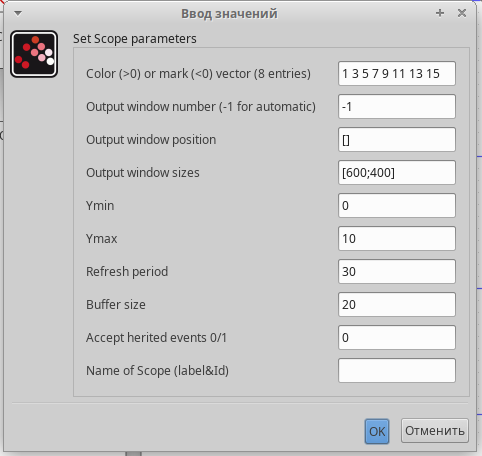 Ввод значений
Set Scope parameters
Color (>0) or mark (<0) vector (8 entries) 1 3 5 7 9 11 13 15
Output window number (-1 for automatic) -1
Output window position []
Output window sizes [600;400]
Ymin 0
Ymax 10
Refresh period 30
Buffer size 20
Accept herited events 0/1 0
Name of Scope (label&Id)
OK Отменить